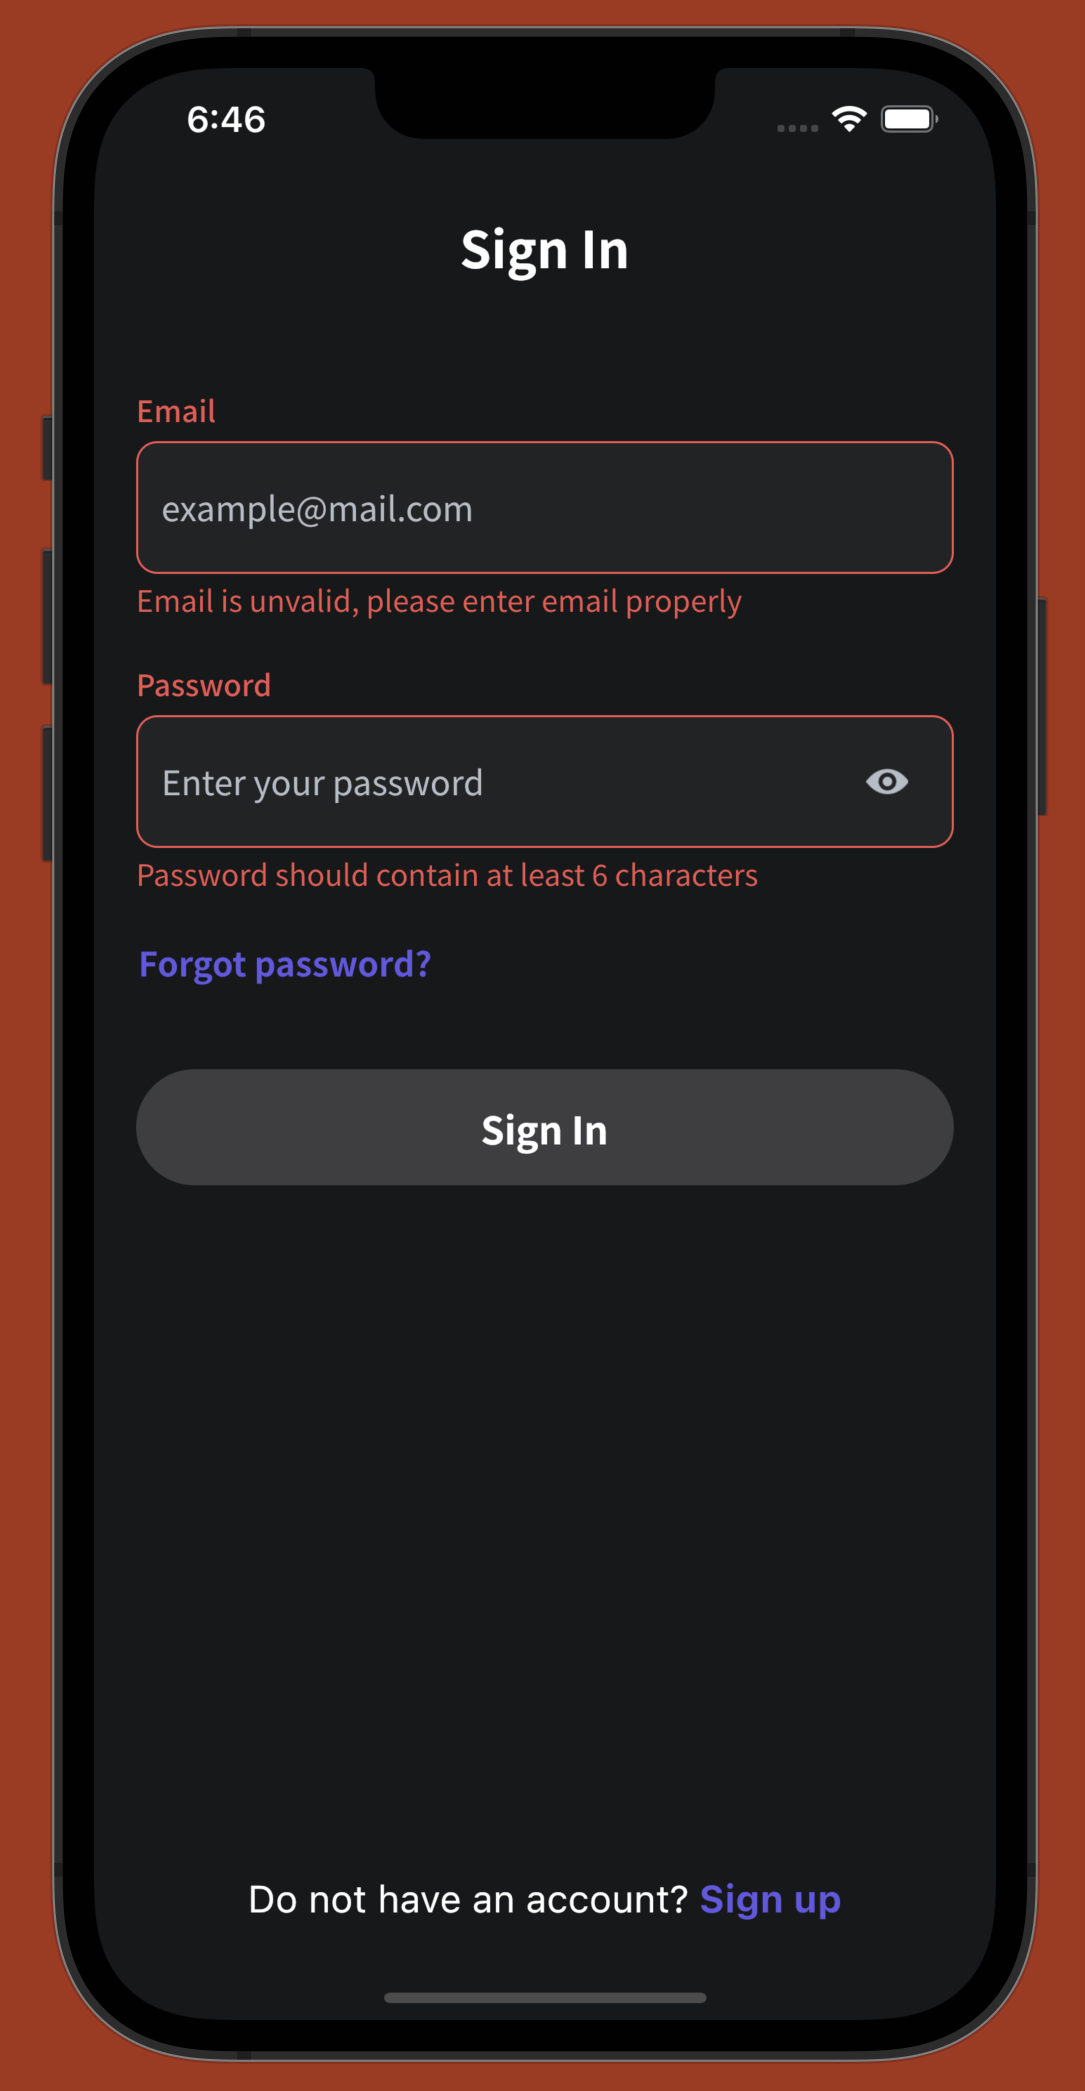 6:46
Sign In
Email
example@mail.com
Email is unvalid, please enter email properly
Password
Enter your password
Password should contain at least 6 characters
Forgot password?
Sign In
Do not have an account? Sign up